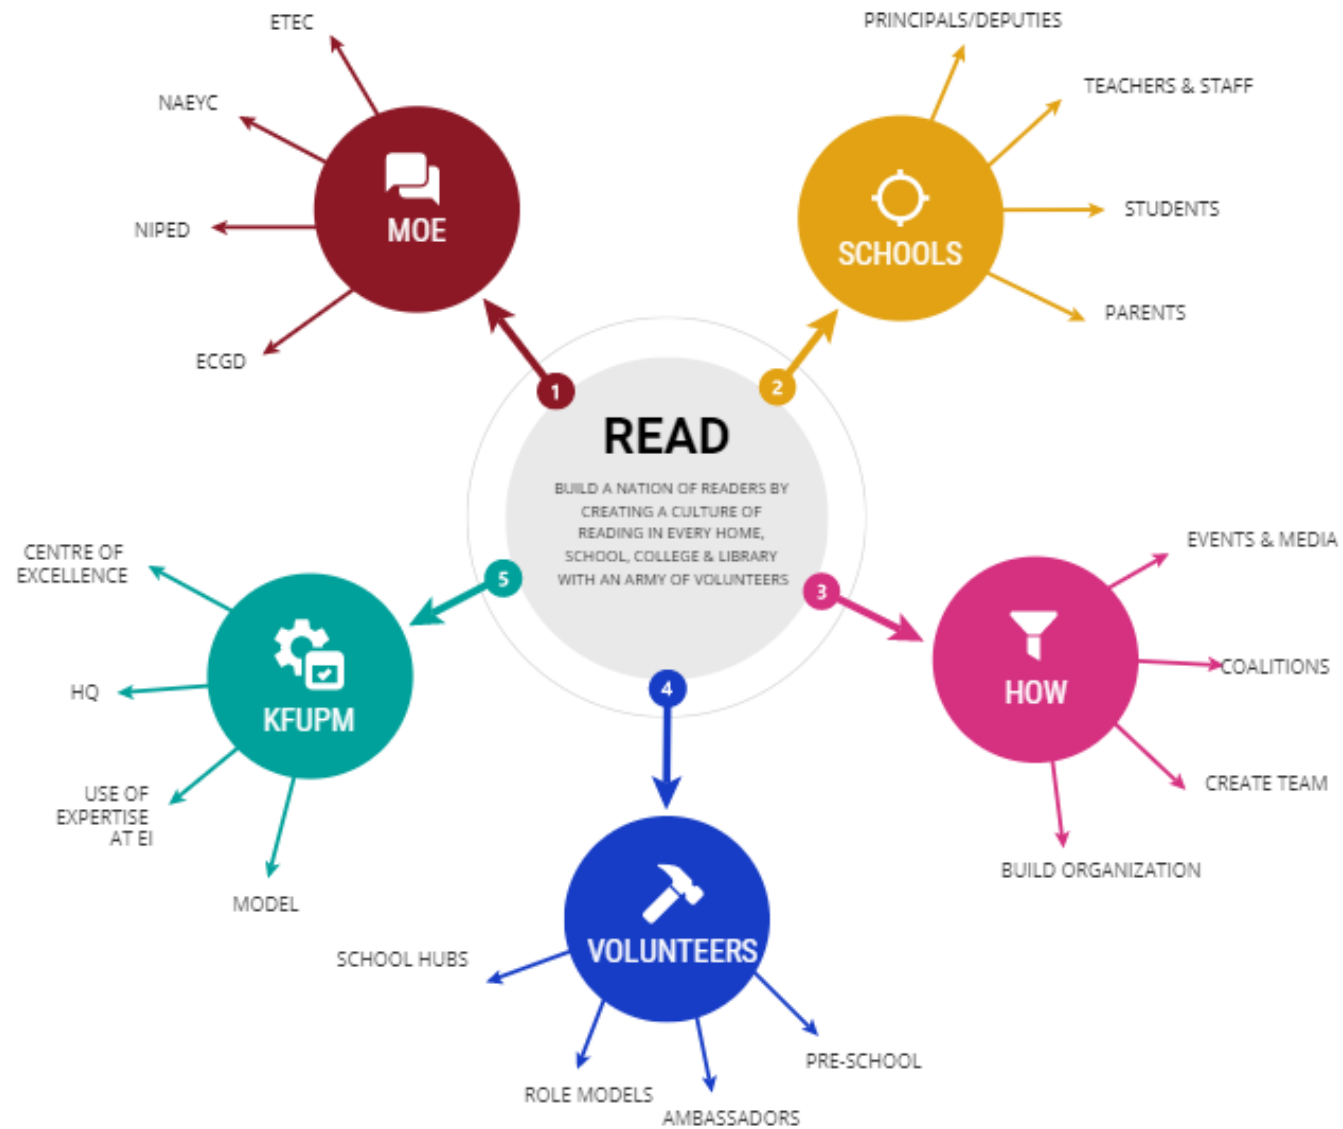 READ
BUILD A NATION OF READERS BY
CREATING A CULTURE OF
READING IN EVERY HOME,
SCHOOL, COLLEGE & LIBRARY
WITH AN ARMY OF VOLUNTEERS
1
MOE
ETEC
NAEYC
NIPED
ECGD
2
SCHOOLS
PRINCIPALS/DEPUTIES
TEACHERS & STAFF
STUDENTS
PARENTS
3
HOW
EVENTS & MEDIA
COALITIONS
CREATE TEAM
BUILD ORGANIZATION
4
VOLUNTEERS
PRE-SCHOOL
AMBASSADORS
ROLE MODELS
SCHOOL HUBS
5
KFUPM
CENTRE OF
EXCELLENCE
HQ
USE OF
EXPERTISE
AT EI
MODEL